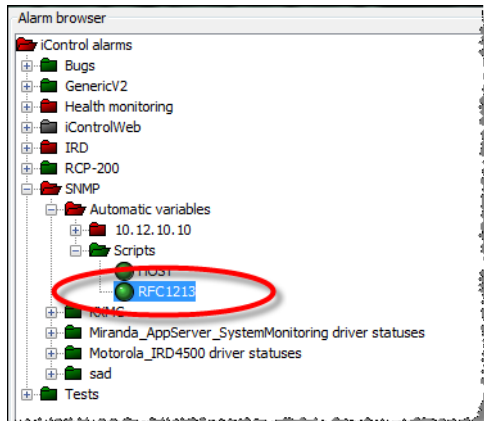 Alarm browser
iControl alarms
Bugs
GenericV2
Health monitoring
iControlWeb
IRD
RCP-200
SNMP
Automatic variables
10.12.10.10
Scripts
HOST
RFC1213
Miranda_AppServer_SystemMonitoring driver statuses
Motorola_IRD4500 driver statuses
sad
Tests